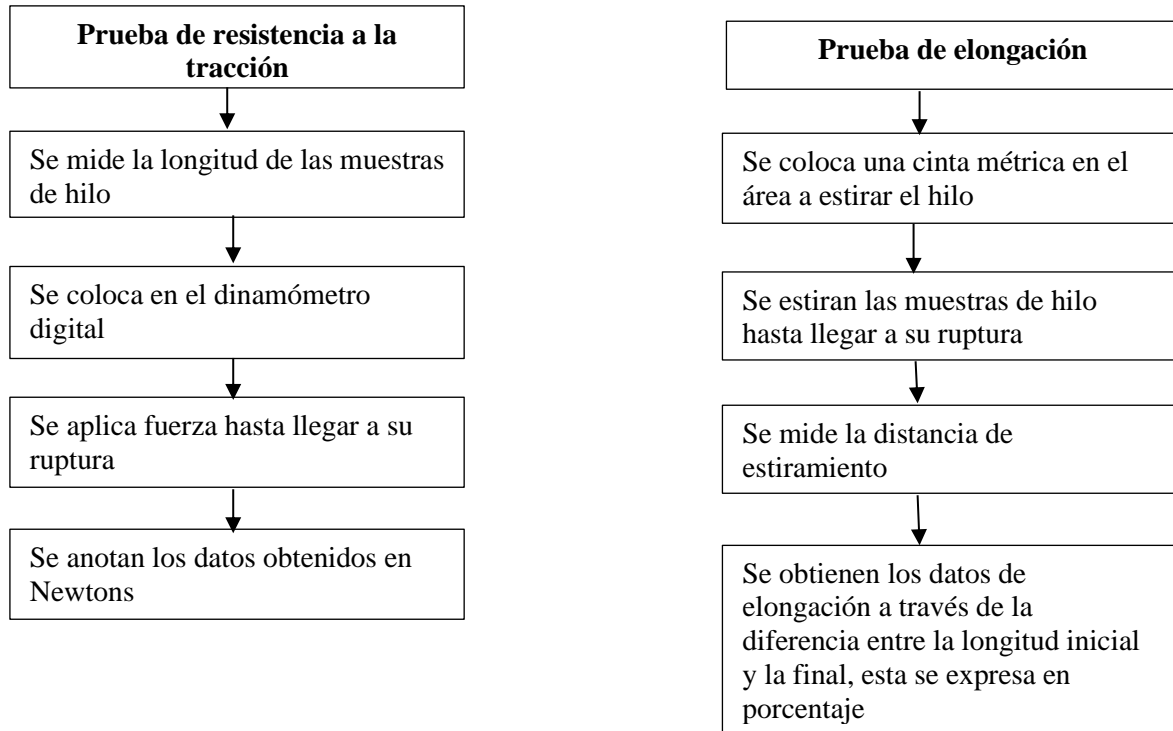 Prueba de resistencia a la
tracción
Se mide la longitud de las muestras
de hilo
Se coloca en el dinamómetro
digital
Se aplica fuerza hasta llegar a su
ruptura
Se anotan los datos obtenidos en
Newtons
Prueba de elongación
Se coloca una cinta métrica en el
área a estirar el hilo
Se estiran las muestras de hilo
hasta llegar a su ruptura
Se mide la distancia de
estiramiento
Se obtienen los datos de
elongación a través de la
diferencia entre la longitud inicial
y la final, esta se expresa en
porcentaje